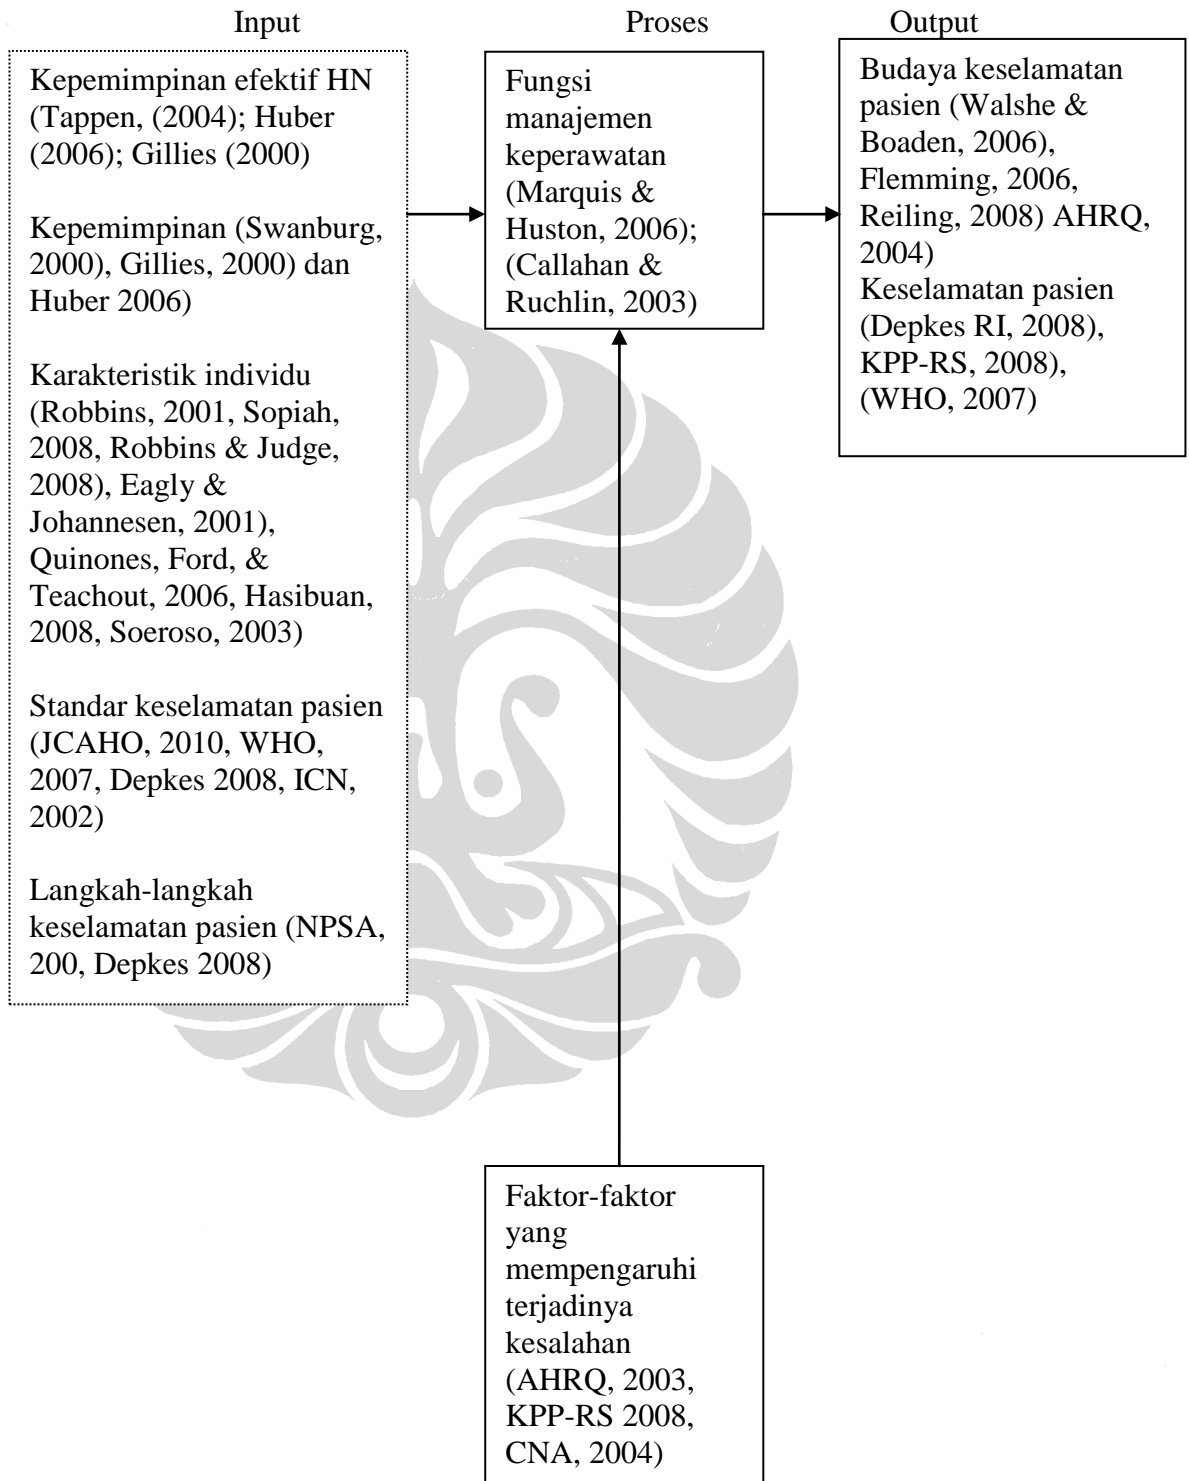 Input
Proses
Output
Kepemimpinan efektif HN
(Tappen, (2004); Huber
(2006); Gillies (2000)
Kepemimpinan (Swanburg,
2000), Gillies, 2000) dan
Huber 2006)
Karakteristik individu
(Robbins, 2001, Sopiah,
2008, Robbins & Judge,
2008), Eagly &
Johannesen, 2001),
Quinones, Ford, &
Teachout, 2006, Hasibuan,
2008, Soeroso, 2003)
Standar keselamatan pasien
(JCAHO, 2010, WHO,
2007, Depkes 2008, ICN,
2002)
Langkah-langkah
keselamatan pasien (NPSA,
200, Depkes 2008)
Fungsi
manajemen
keperawatan
(Marquis &
Huston, 2006);
(Callahan &
Ruchlin, 2003)
Budaya keselamatan
pasien (Walshe &
Boaden, 2006),
Flemming, 2006,
Reiling, 2008) AHRQ,
2004)
Keselamatan pasien
(Depkes RI, 2008),
KPP-RS, 2008),
(WHO, 2007)
Faktor-faktor
yang
mempengaruhi
terjadinya
kesalahan
(AHRQ, 2003,
KPP-RS 2008,
CNA, 2004)